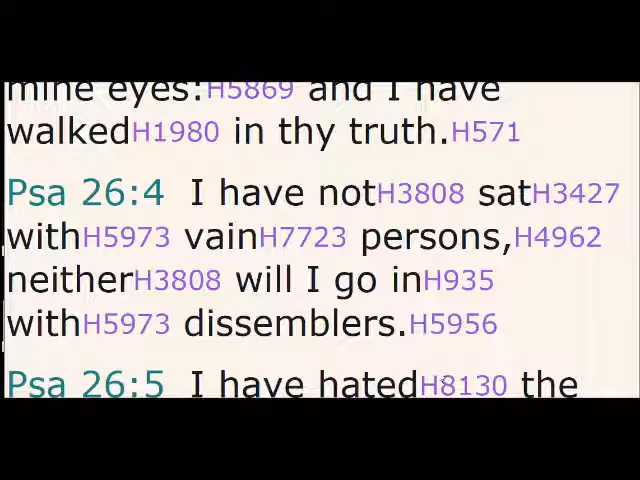 mine eyes:H5869 and I have
walkedH1980 in thy truth.H571
Psa 26:4 I have notH3808 satH3427
withH5973 vainH7723 persons,H4962
neitherH3808 will I go inH935
withH5973 dissemblers.H5956
Psa 26:5 I have hatedH8130 the